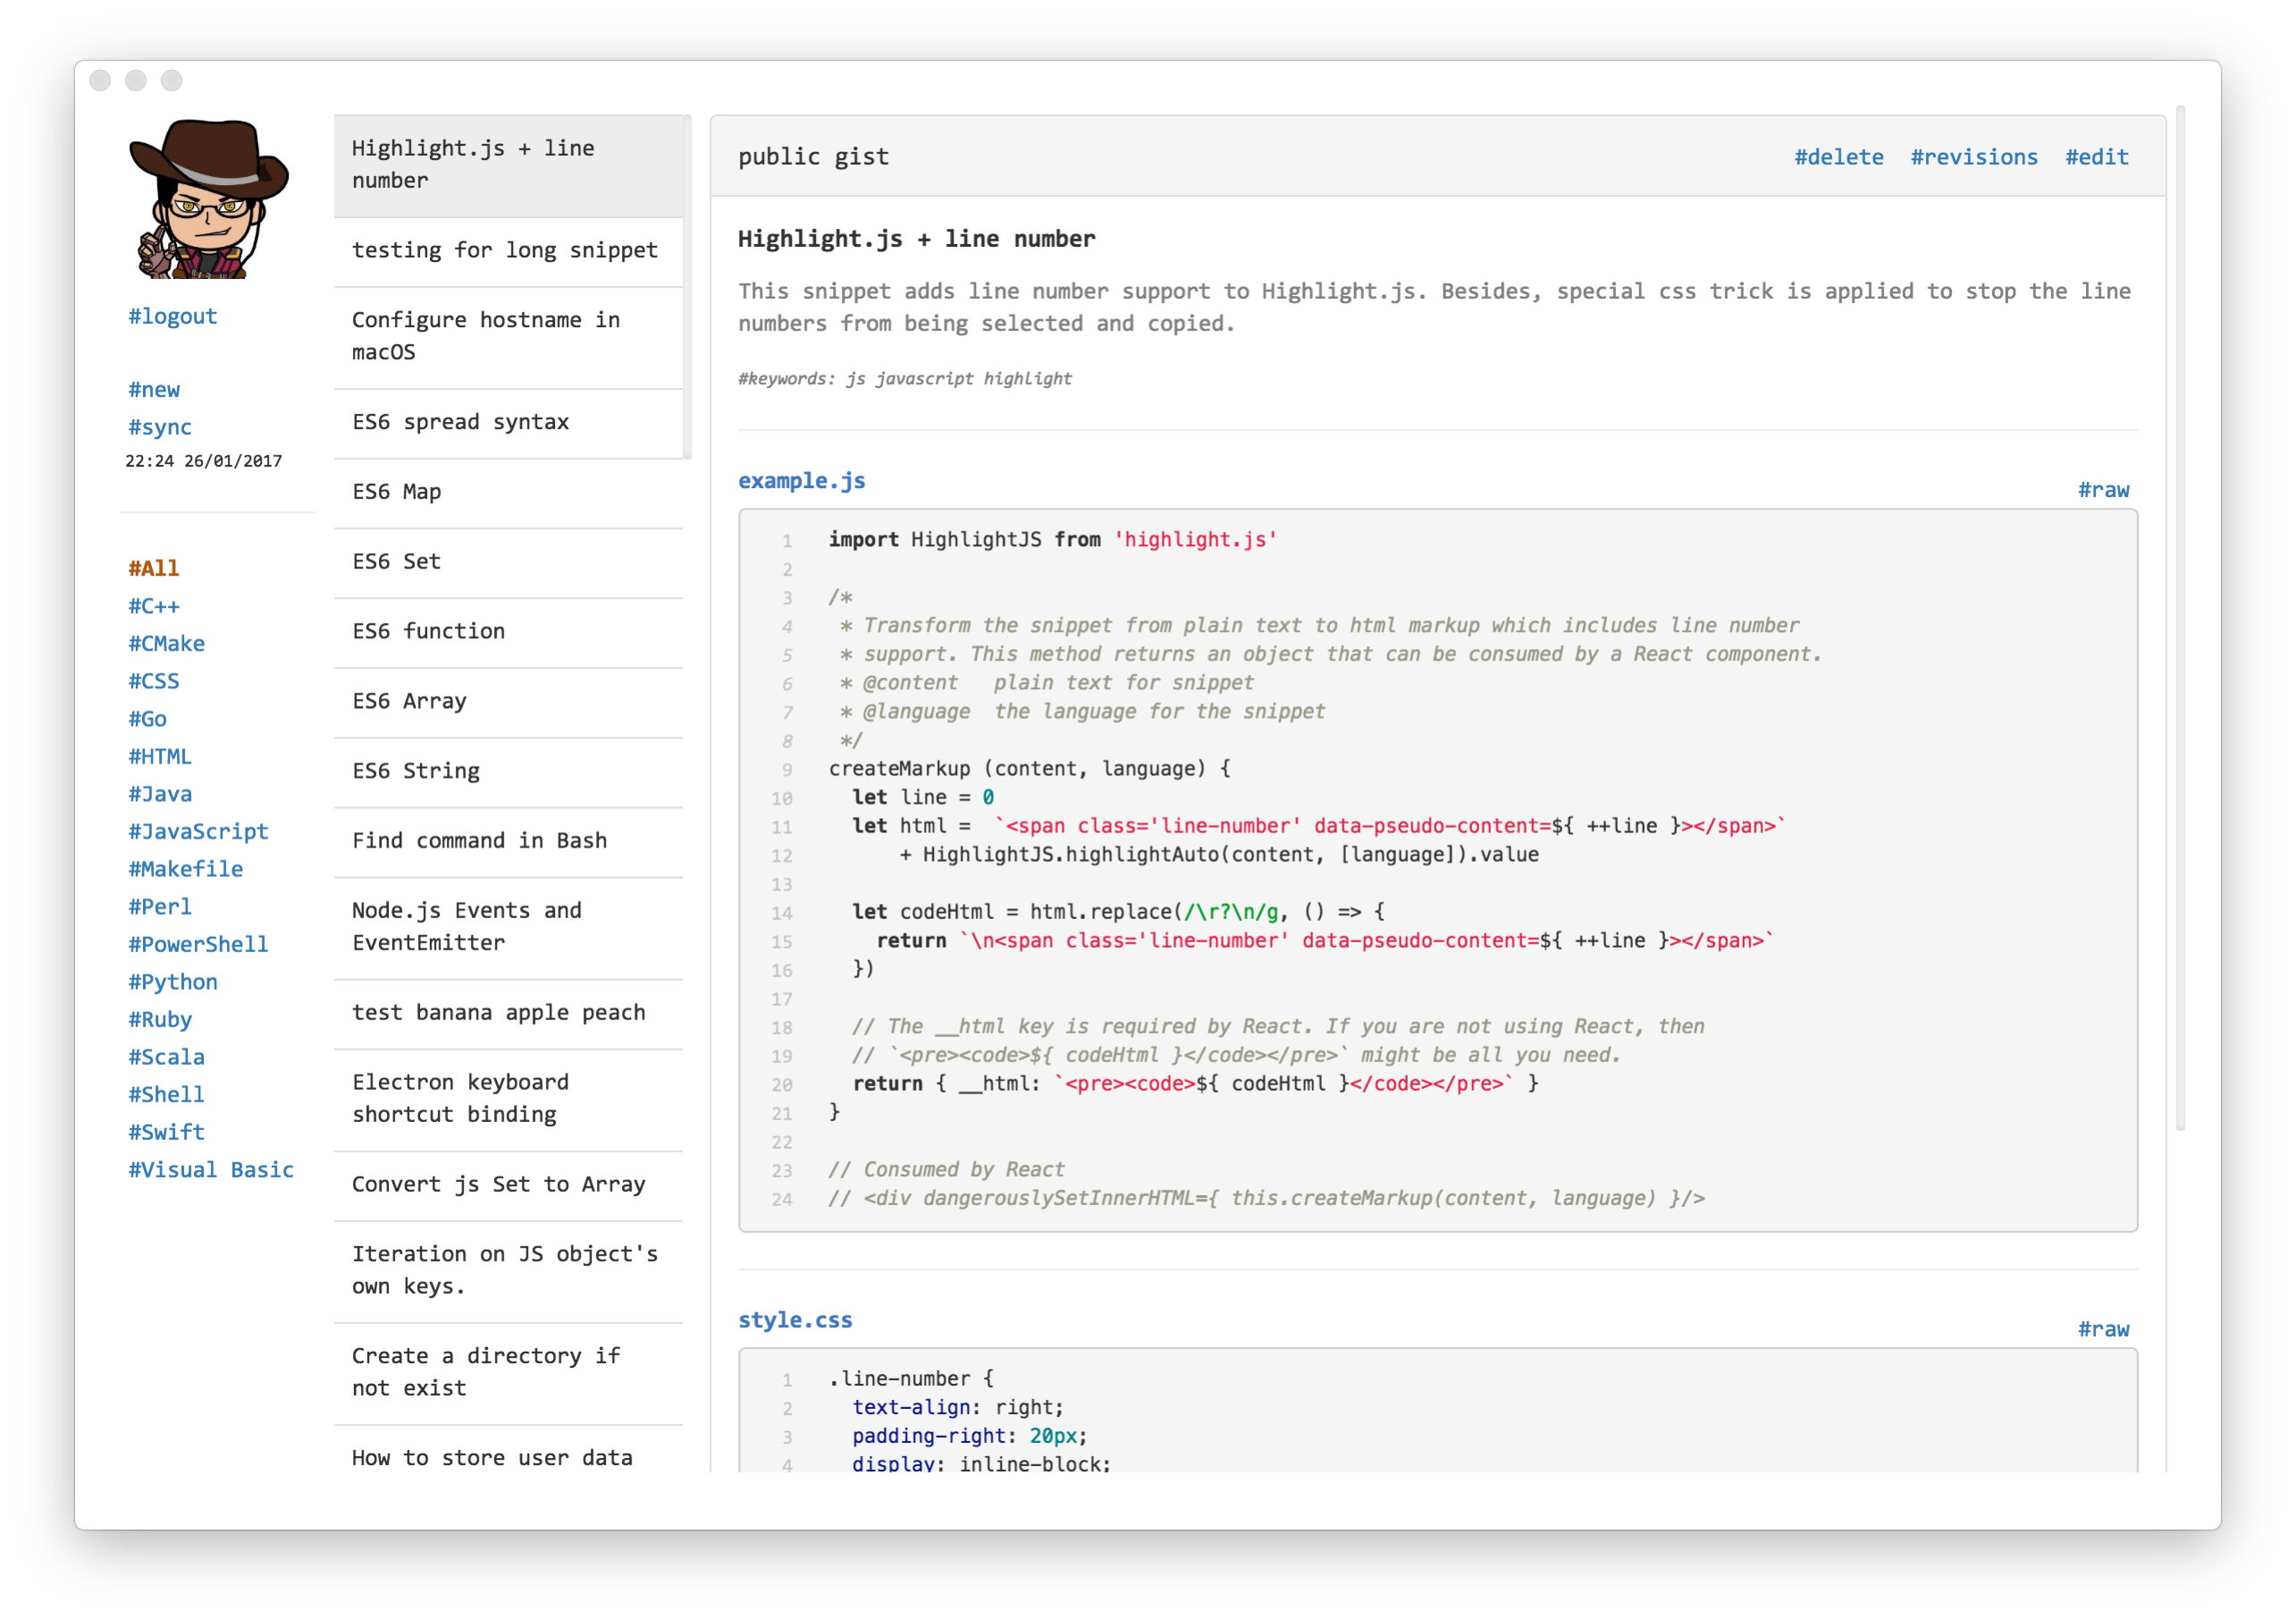 #logout
#new
#sync
22:24 26/01/2017
#All
#C++
#CMake
#CSS
#Go
#HTML
#Java
#JavaScript
#Makefile
#Perl
#PowerShell
#Python
#Ruby
#Scala
#Shell
#Swift
#Visual Basic
Highlight.js + line
number
testing for long snippet
Configure hostname in
macOS
ES6 spread syntax
ES6 Map
ES6 Set
ES6 function
ES6 Array
ES6 String
Find command in Bash
Node.js Events and
EventEmitter
test banana apple peach
Electron keyboard
shortcut binding
Convert js Set to Array
Iteration on JS object's
own keys.
Create a directory if
not exist
How to store user data
public gist #delete #revisions #edit
Highlight.js + line number
This snippet adds line number support to Highlight.js. Besides, special css trick is applied to stop the line
numbers from being selected and copied.
#keywords: js javascript highlight
example.js
#raw
1 import HighlightJS from 'highlight.js'
2
3 /*
4  * Transform the snippet from plain text to html markup which includes line number
5  * support. This method returns an object that can be consumed by a React component.
6  * @content   plain text for snippet
7  * @language  the language for the snippet
8  */
9 createMarkup (content, language) {
10   let line = 0
11   let html =  `<span class='line-number' data-pseudo-content=${ ++line }></span>`
12       + HighlightJS.highlightAuto(content, [language]).value
13
14   let codeHtml = html.replace(/\r?\n/g, () => {
15     return `\n<span class='line-number' data-pseudo-content=${ ++line }></span>`
16   })
17
18   // The __html key is required by React. If you are not using React, then
19   // `<pre><code>${ codeHtml }</code></pre>` might be all you need.
20   return { __html: `<pre><code>${ codeHtml }</code></pre>` }
21 }
22
23 // Consumed by React
24 // <div dangerouslySetInnerHTML={ this.createMarkup(content, language) }/>
style.css
#raw
1 .line-number {
2   text-align: right;
3   padding-right: 20px;
4   display: inline-block;